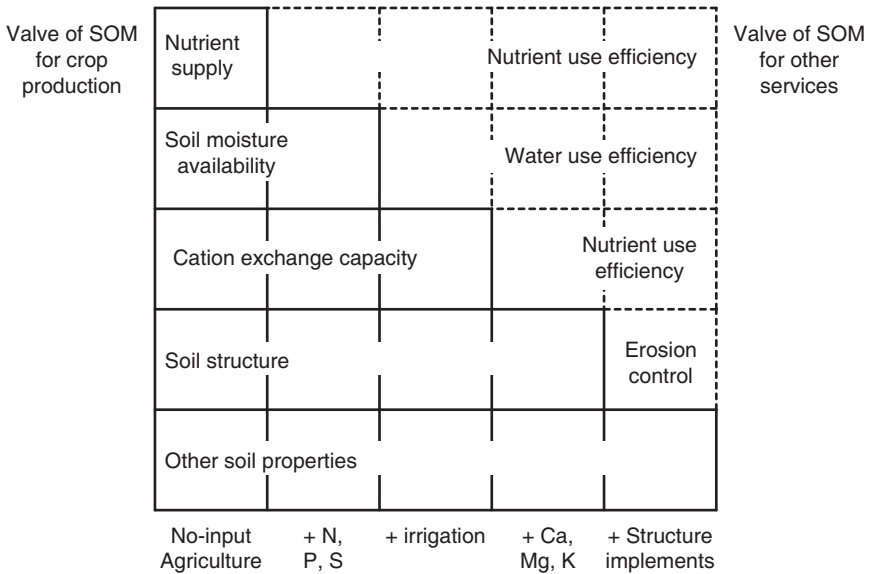 Valve of SOM
for crop
production
Valve of SOM
for other
services
Nutrient
supply
Nutrient use efficiency
Soil moisture
availability
Water use efficiency
Cation exchange capacity
Nutrient use
efficiency
Soil structure
Erosion
control
Other soil properties
No-input
Agriculture
+ N,
P, S
+ irrigation
+ Ca,
Mg, K
+ Structure
implements